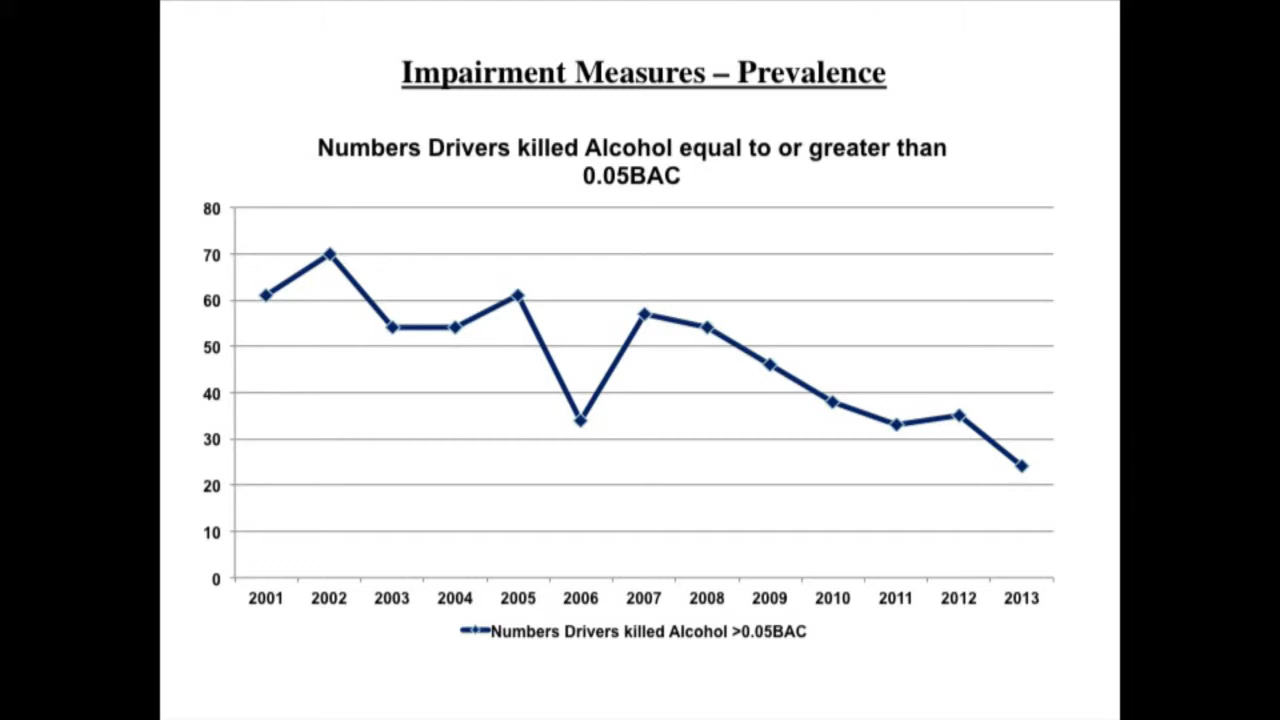 Impairment Measures – Prevalence
Numbers Drivers killed Alcohol equal to or greater than
0.05BAC
80
70
60
50
40
30
20
10
0
2001 2002 2003 2004 2005 2006 2007 2008 2009 2010 2011 2012 2013
Numbers Drivers killed Alcohol >0.05BAC